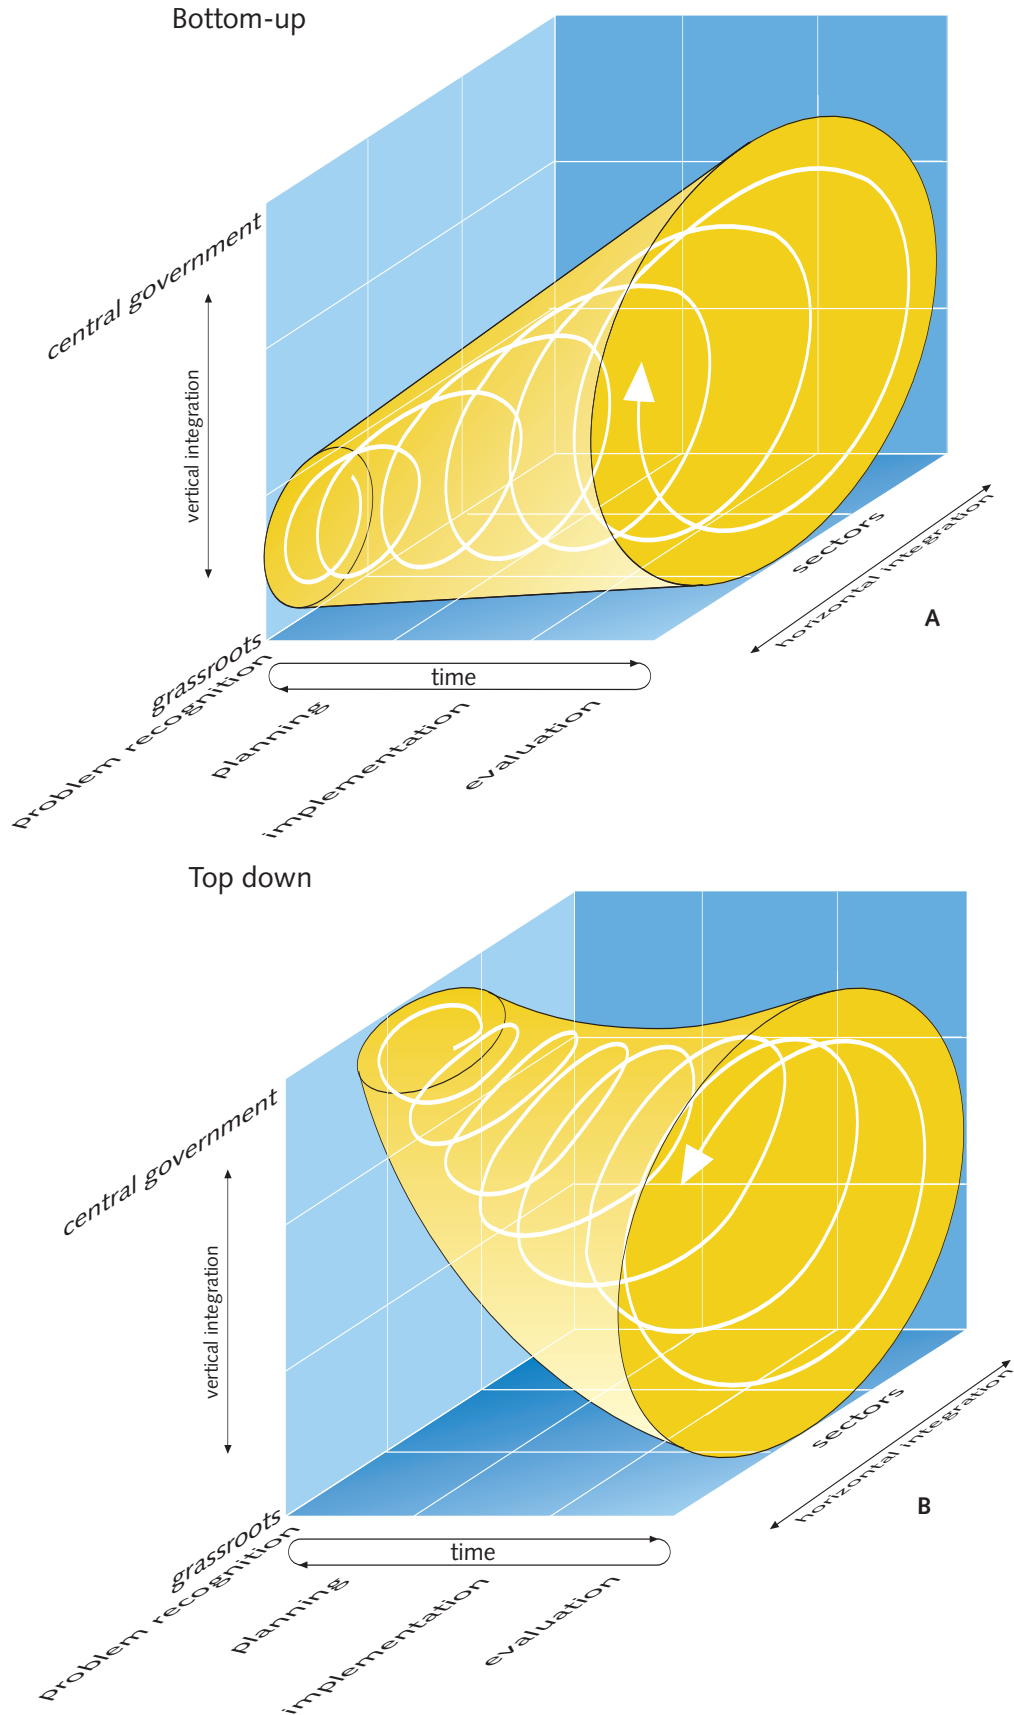 Bottom-up
central government
vertical integration
sectors
horizontal integration
A
grassroots
problem recognition
time
planning
implementation
evaluation
Top down
central government
vertical integration
sectors
horizontal integration
B
grassroots
problem recognition
time
planning
implementation
evaluation